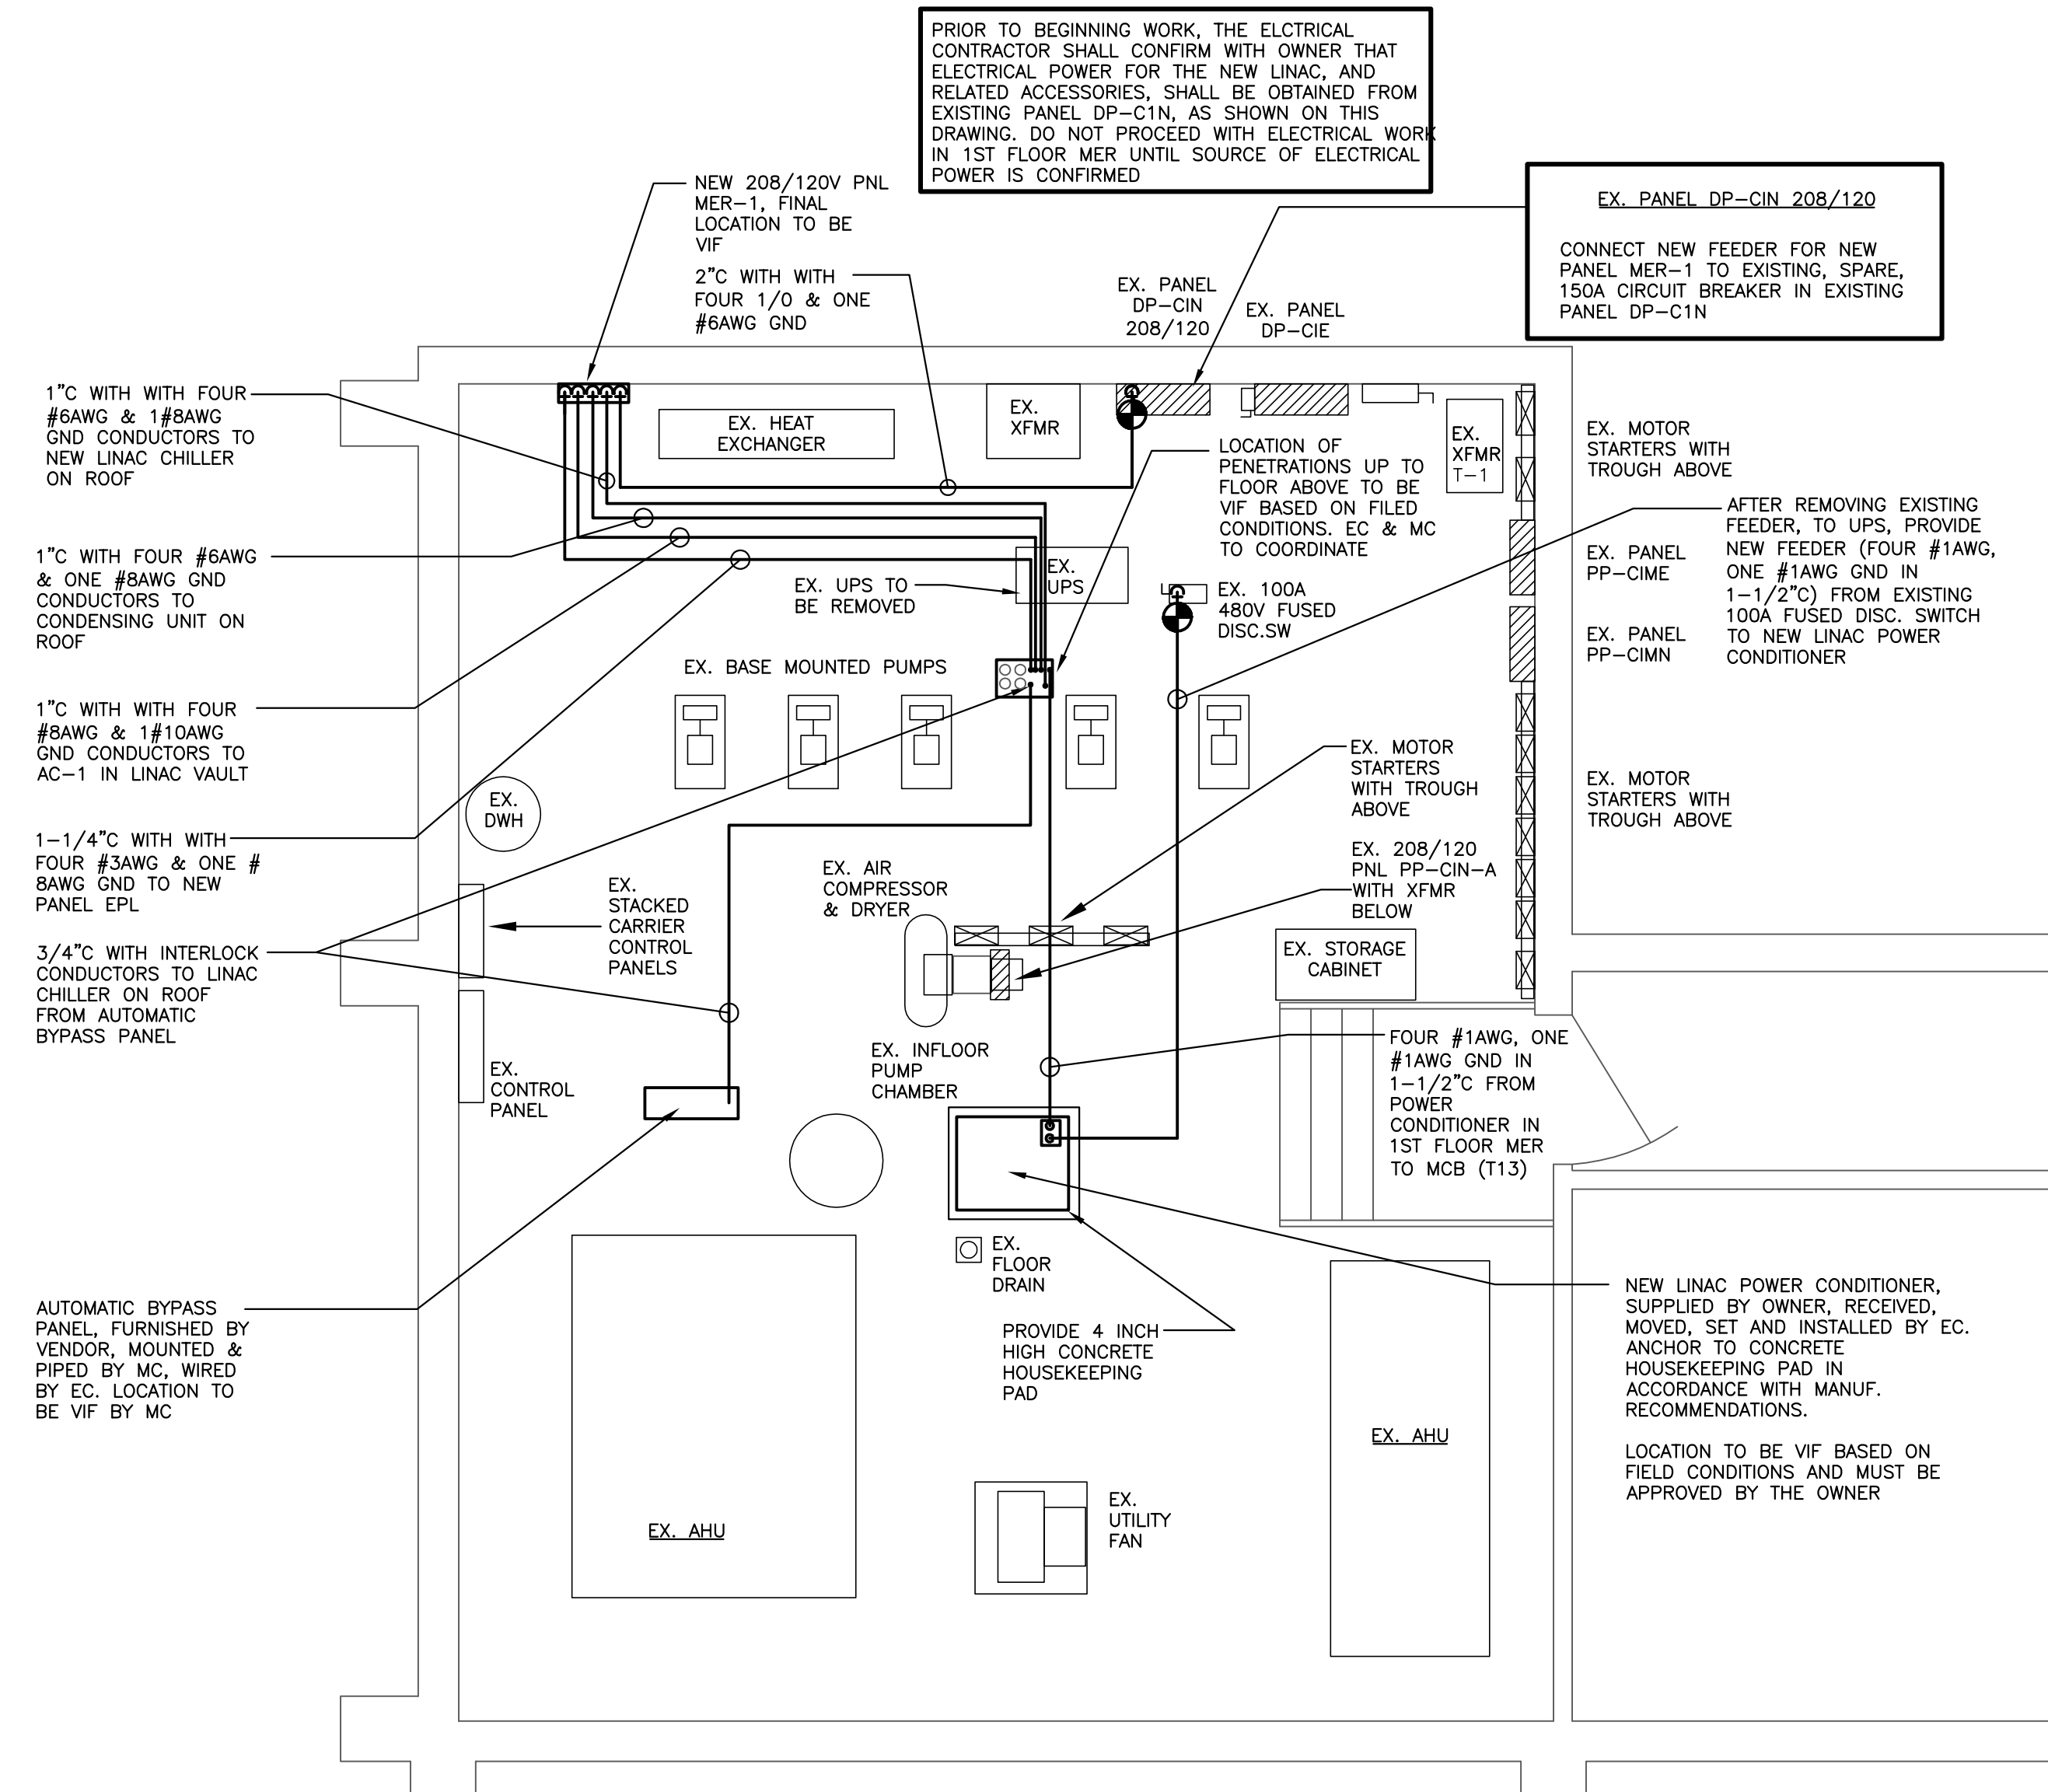 PRIOR TO BEGINNING WORK, THE ELCTRICAL
CONTRACTOR SHALL CONFIRM WITH OWNER THAT
ELECTRICAL POWER FOR THE NEW LINAC, AND
RELATED ACCESSORIES, SHALL BE OBTAINED FROM
EXISTING PANEL DP-C1N, AS SHOWN ON THIS
DRAWING. DO NOT PROCEED WITH ELECTRICAL WORK
IN 1ST FLOOR MER UNTIL SOURCE OF ELECTRICAL
POWER IS CONFIRMED
EX. PANEL DP-CIN 208/120
CONNECT NEW FEEDER FOR NEW
PANEL MER-1 TO EXISTING, SPARE,
150A CIRCUIT BREAKER IN EXISTING
PANEL DP-C1N
NEW 208/120V PNL
MER-1, FINAL
LOCATION TO BE
VIF
2"C WITH WITH
FOUR 1/0 & ONE
#6AWG GND
EX. PANEL
DP-CIN
208/120
EX. PANEL
DP-CIE
1"C WITH WITH FOUR
#6AWG & 1#8AWG
GND CONDUCTORS TO
NEW LINAC CHILLER
ON ROOF
EX. HEAT
EXCHANGER
EX.
XFMR
EX.
XFMR
T-1
EX. MOTOR
STARTERS WITH
TROUGH ABOVE
LOCATION OF
PENETRATIONS UP TO
FLOOR ABOVE TO BE
VIF BASED ON FILED
CONDITIONS. EC & MC
TO COORDINATE
AFTER REMOVING EXISTING
FEEDER, TO UPS, PROVIDE
NEW FEEDER (FOUR #1AWG,
ONE #1AWG GND IN
1-1/2"C) FROM EXISTING
100A FUSED DISC. SWITCH
TO NEW LINAC POWER
CONDITIONER
1"C WITH FOUR #6AWG
& ONE #8AWG GND
CONDUCTORS TO
CONDENSING UNIT ON
ROOF
EX. UPS TO
BE REMOVED
EX.
UPS
EX. 100A
480V FUSED
DISC.SW
EX. PANEL
PP-CIME
EX. PANEL
PP-CIMN
EX. BASE MOUNTED PUMPS
1"C WITH WITH FOUR
#8AWG & 1#10AWG
GND CONDUCTORS TO
AC-1 IN LINAC VAULT
EX.
DWH
EX. MOTOR
STARTERS
WITH TROUGH
ABOVE
EX. MOTOR
STARTERS WITH
TROUGH ABOVE
1-1/4"C WITH WITH
FOUR #3AWG & ONE #
8AWG GND TO NEW
PANEL EPL
EX. 208/120
PNL PP-CIN-A
WITH XFMR
BELOW
EX. AIR
COMPRESSOR
& DRYER
EX.
STACKED
CARRIER
CONTROL
PANELS
3/4"C WITH INTERLOCK
CONDUCTORS TO LINAC
CHILLER ON ROOF
FROM AUTOMATIC
BYPASS PANEL
EX. STORAGE
CABINET
EX.
CONTROL
PANEL
EX. INFLOOR
PUMP
CHAMBER
FOUR #1AWG, ONE
#1AWG GND IN
1-1/2"C FROM
POWER
CONDITIONER IN
1ST FLOOR MER
TO MCB (T13)
EX.
FLOOR
DRAIN
AUTOMATIC BYPASS
PANEL, FURNISHED BY
VENDOR, MOUNTED &
PIPED BY MC, WIRED
BY EC. LOCATION TO
BE VIF BY MC
PROVIDE 4 INCH
HIGH CONCRETE
HOUSEKEEPING
PAD
NEW LINAC POWER CONDITIONER,
SUPPLIED BY OWNER, RECEIVED,
MOVED, SET AND INSTALLED BY EC.
ANCHOR TO CONCRETE
HOUSEKEEPING PAD IN
ACCORDANCE WITH MANUF.
RECOMMENDATIONS.
LOCATION TO BE VIF BASED ON
FIELD CONDITIONS AND MUST BE
APPROVED BY THE OWNER
EX. AHU
EX. AHU
EX.
UTILITY
FAN